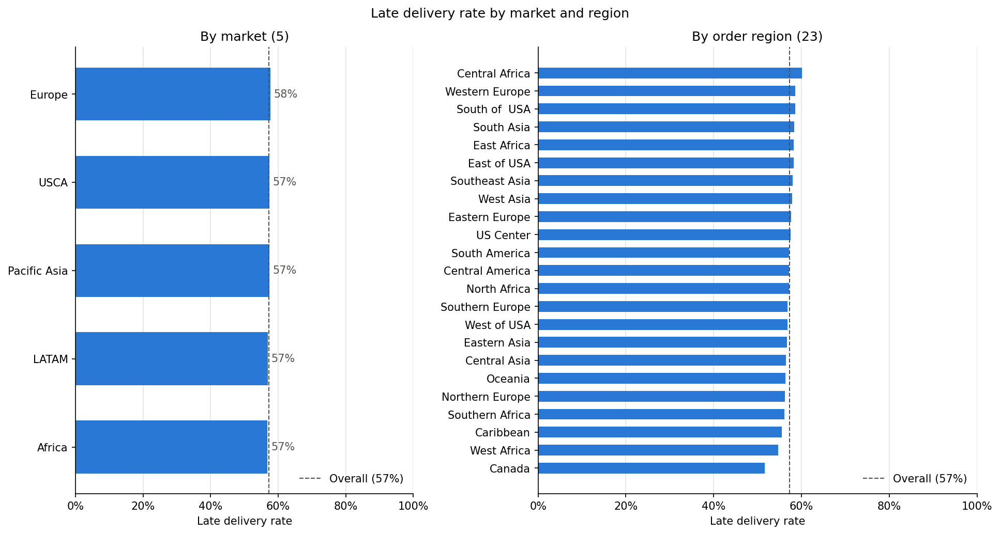 Late delivery rate by market and region
By market (5)
Europe
USCA
Pacific Asia
LATAM
Africa
58%
57%
57%
57%
57%
Overall (57%)
0% 20% 40% 60% 80% 100%
Late delivery rate
By order region (23)
Central Africa
Western Europe
South of  USA
South Asia
East Africa
East of USA
Southeast Asia
West Asia
Eastern Europe
US Center
South America
Central America
North Africa
Southern Europe
West of USA
Eastern Asia
Central Asia
Oceania
Northern Europe
Southern Africa
Caribbean
West Africa
Canada
Overall (57%)
0% 20% 40% 60% 80% 100%
Late delivery rate